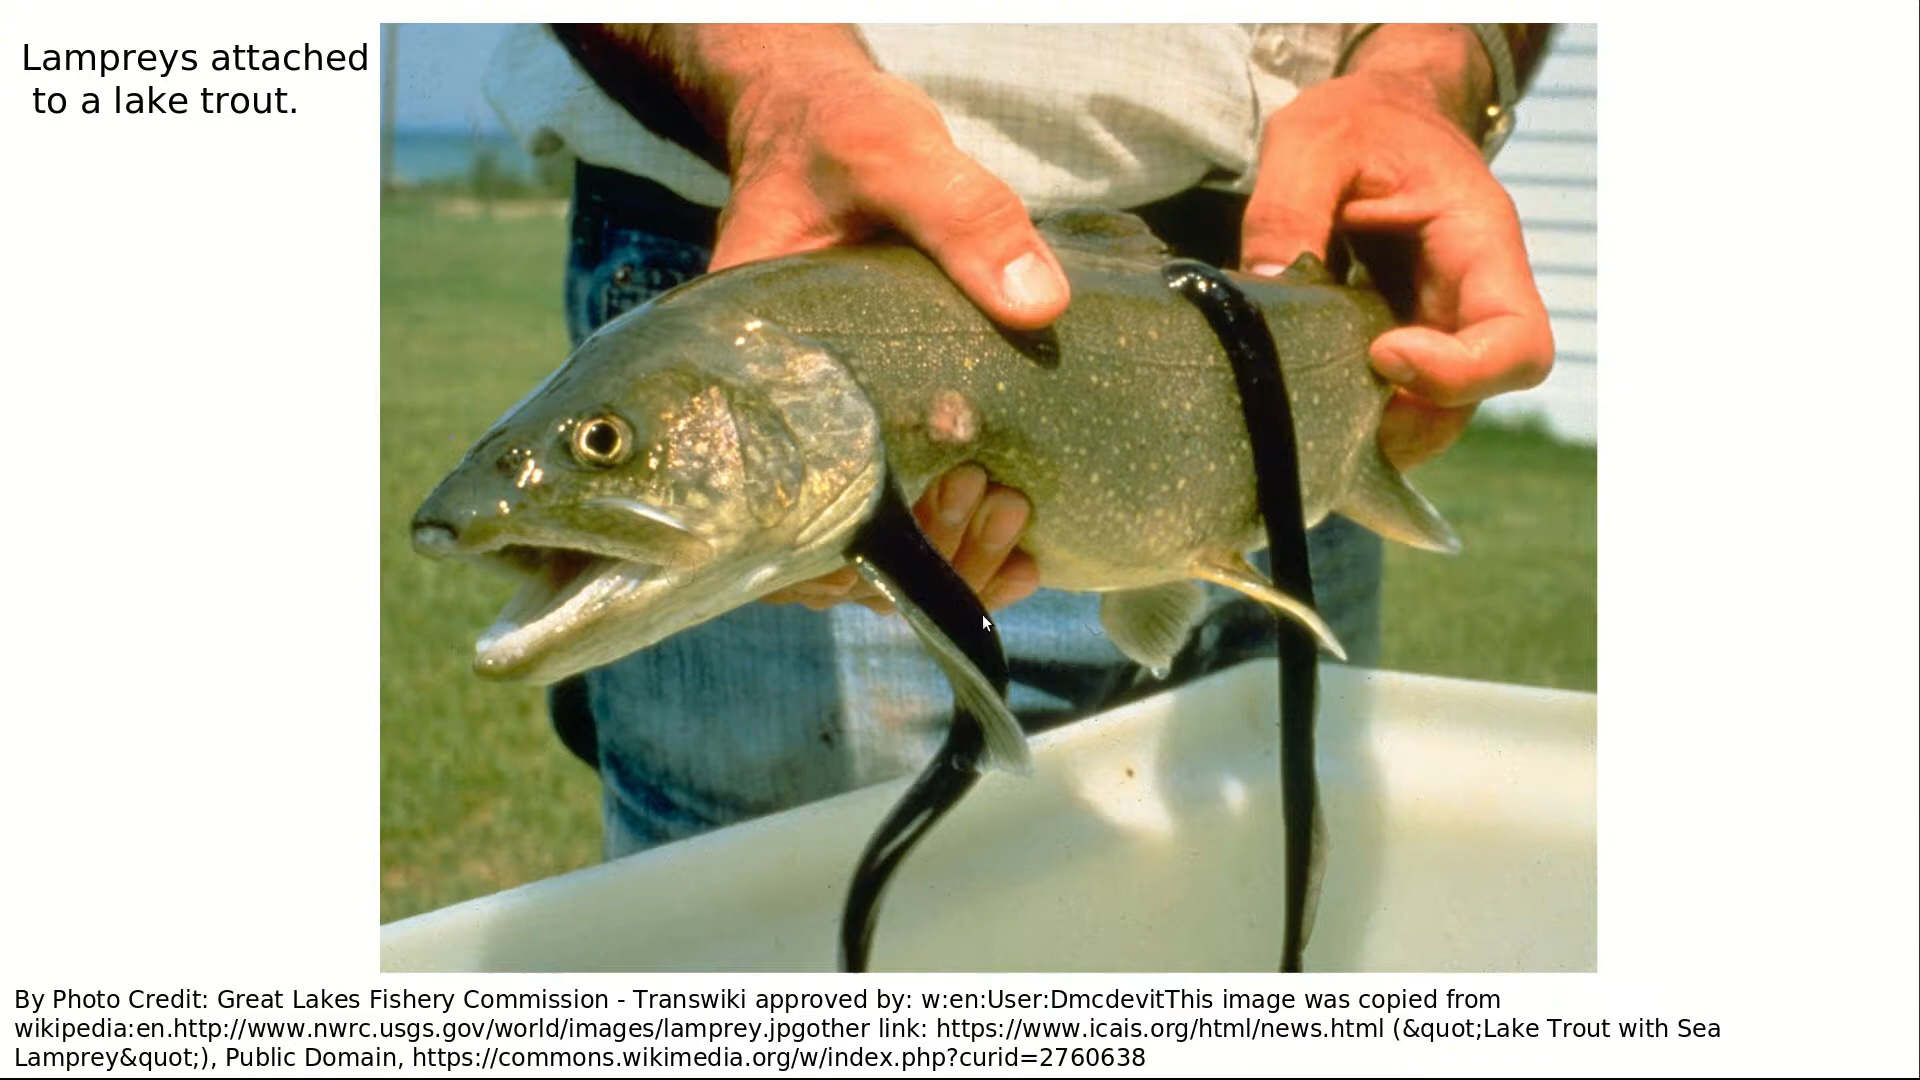 Lampreys attached
to a lake trout.
By Photo Credit: Great Lakes Fishery Commission - Transwiki approved by: w:en:User:DmcdevitThis image was copied from
wikipedia:en.http://www.nwrc.usgs.gov/world/images/lamprey.jpgother link: https://www.icais.org/html/news.html (&quot;Lake Trout with Sea
Lamprey&quot;), Public Domain, https://commons.wikimedia.org/w/index.php?curid=2760638